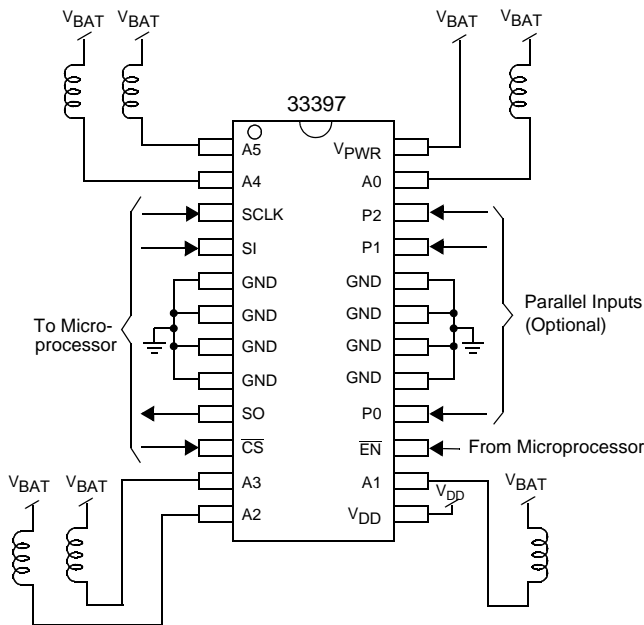 VBAT VBAT VBAT VBAT
33397
A5 VPWR
A4 A0
SCLK P2
SI P1
GND GND
GND GND
GND GND
GND GND
To Micro-
processor
Parallel Inputs
(Optional)
SO P0
CS EN From Microprocessor
A3 A1
VBAT VBAT VDD VBAT
A2 VDD